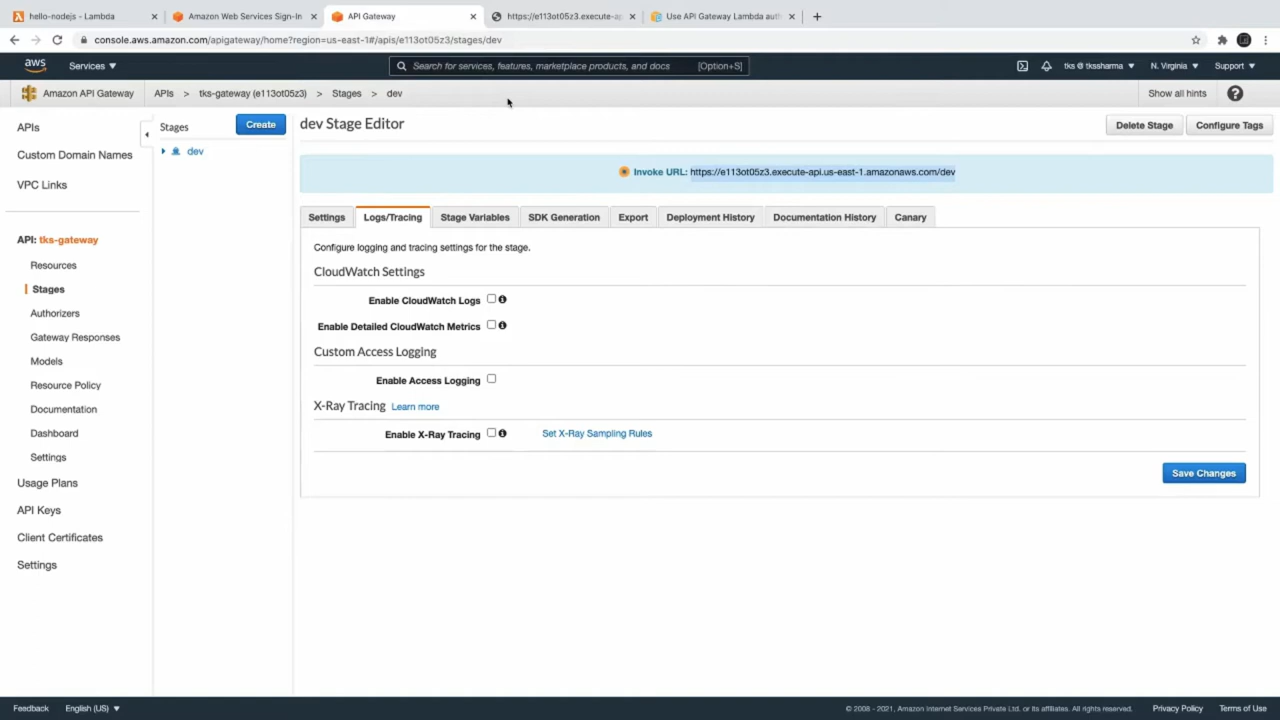 hello-nodejs - Lambda
Amazon Web Services Sign-In
API Gateway
https://e113ot05z3.execute-ap
Use API Gateway Lambda auth
console.aws.amazon.com/apigateway/home?region=us-east-1#/apis/e113ot05z3/stages/dev
aws
Services
Search for services, features, marketplace products, and docs [Option+S]
tks @ tkssharma
N. Virginia
Support
Amazon API Gateway
APIs > tks-gateway (e113ot05z3) > Stages > dev
Show all hints
APIs
Custom Domain Names
VPC Links
API: tks-gateway
Resources
Stages
Authorizers
Gateway Responses
Models
Resource Policy
Documentation
Dashboard
Settings
Usage Plans
API Keys
Client Certificates
Settings
Stages
Create
dev
dev Stage Editor
Delete Stage
Configure Tags
Invoke URL: https://e113ot05z3.execute-api.us-east-1.amazonaws.com/dev
Settings
Logs/Tracing
Stage Variables
SDK Generation
Export
Deployment History
Documentation History
Canary
Configure logging and tracing settings for the stage.
CloudWatch Settings
Enable CloudWatch Logs
Enable Detailed CloudWatch Metrics
Custom Access Logging
Enable Access Logging
X-Ray Tracing Learn more
Enable X-Ray Tracing
Set X-Ray Sampling Rules
Save Changes
Feedback
English (US)
© 2008 - 2021, Amazon Internet Services Private Ltd. or its affiliates. All rights reserved.
Privacy Policy
Terms of Use